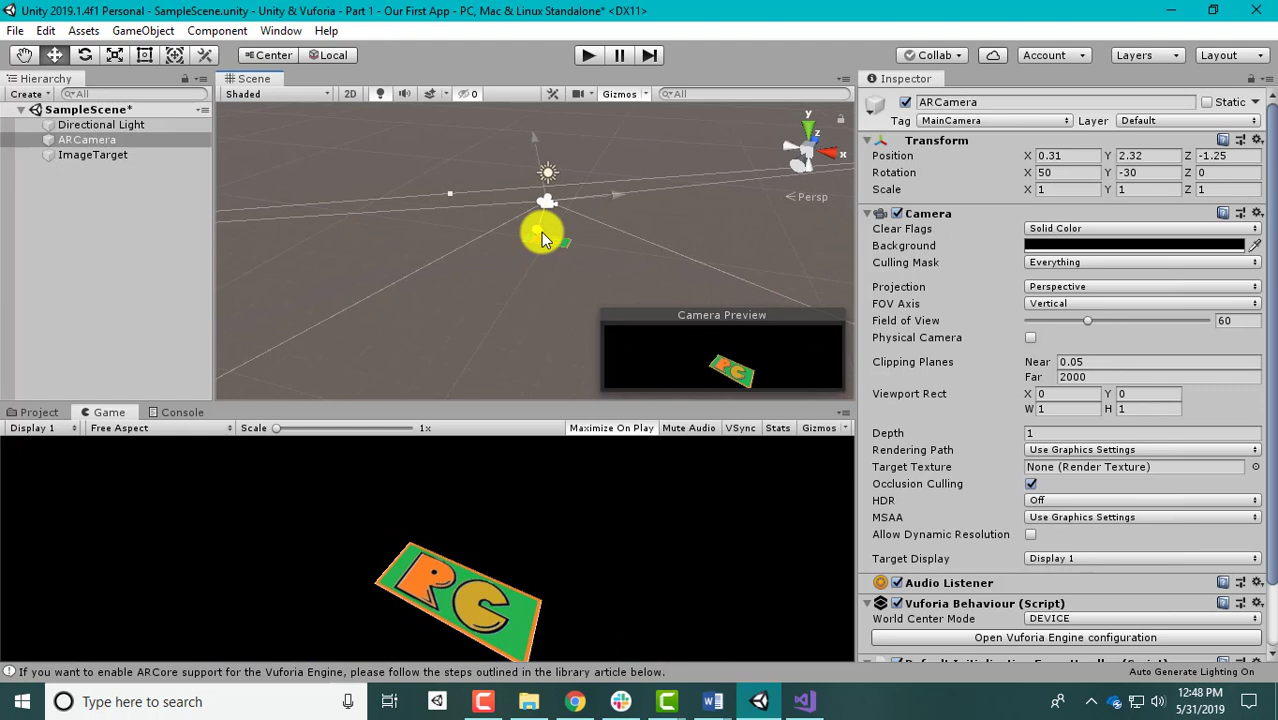 Unity 2019.1.4f1 Personal - SampleScene.unity - Unity & Vuforia - Part 1 - Our First App - PC, Mac & Linux Standalone* <DX11>
File Edit Assets GameObject Component Window Help
Center Local Collab Account Layers Layout
Hierarchy
Create All
SampleScene*
Directional Light
ARCamera
ImageTarget
Scene
Shaded 2D 0 Gizmos All
y
z
x
Persp
Camera Preview
RC
Project Game Console
Display 1 Free Aspect Scale 1x Maximize On Play Mute Audio VSync Stats Gizmos
RC
Inspector
ARCamera Static
Tag MainCamera Layer Default
Transform
Position X 0.31 Y 2.32 Z -1.25
Rotation X 50 Y -30 Z 0
Scale X 1 Y 1 Z 1
Camera
Clear Flags Solid Color
Background
Culling Mask Everything
Projection Perspective
FOV Axis Vertical
Field of View 60
Physical Camera
Clipping Planes Near 0.05
Far 2000
Viewport Rect X 0 Y 0
W 1 H 1
Depth 1
Rendering Path Use Graphics Settings
Target Texture None (Render Texture)
Occlusion Culling
HDR Off
MSAA Use Graphics Settings
Allow Dynamic Resolution
Target Display Display 1
Audio Listener
Vuforia Behaviour (Script)
World Center Mode DEVICE
Open Vuforia Engine configuration
If you want to enable ARCore support for the Vuforia Engine, please follow the steps outlined in the library article below.
Auto Generate Lighting On
Type here to search
12:48 PM
5/31/2019